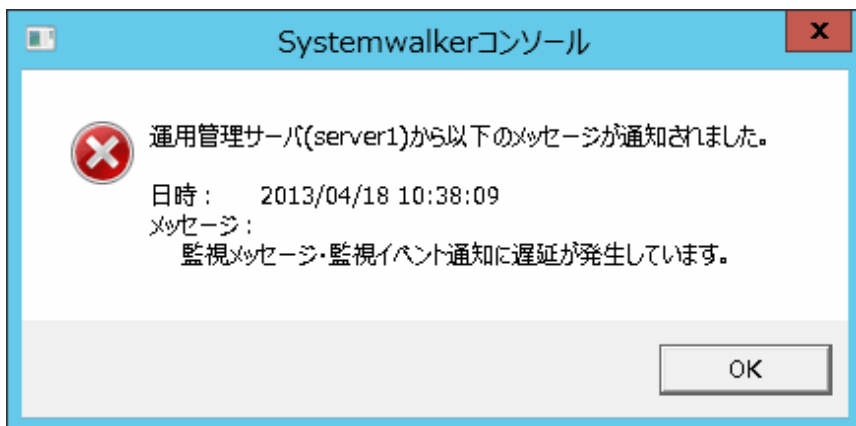 Systemwalkerコンソール
運用管理サーバ(server1)から以下のメッセージが通知されました。
日時： 2013/04/18 10:38:09
メッセージ：
監視メッセージ・監視イベント通知に遅延が発生しています。
OK